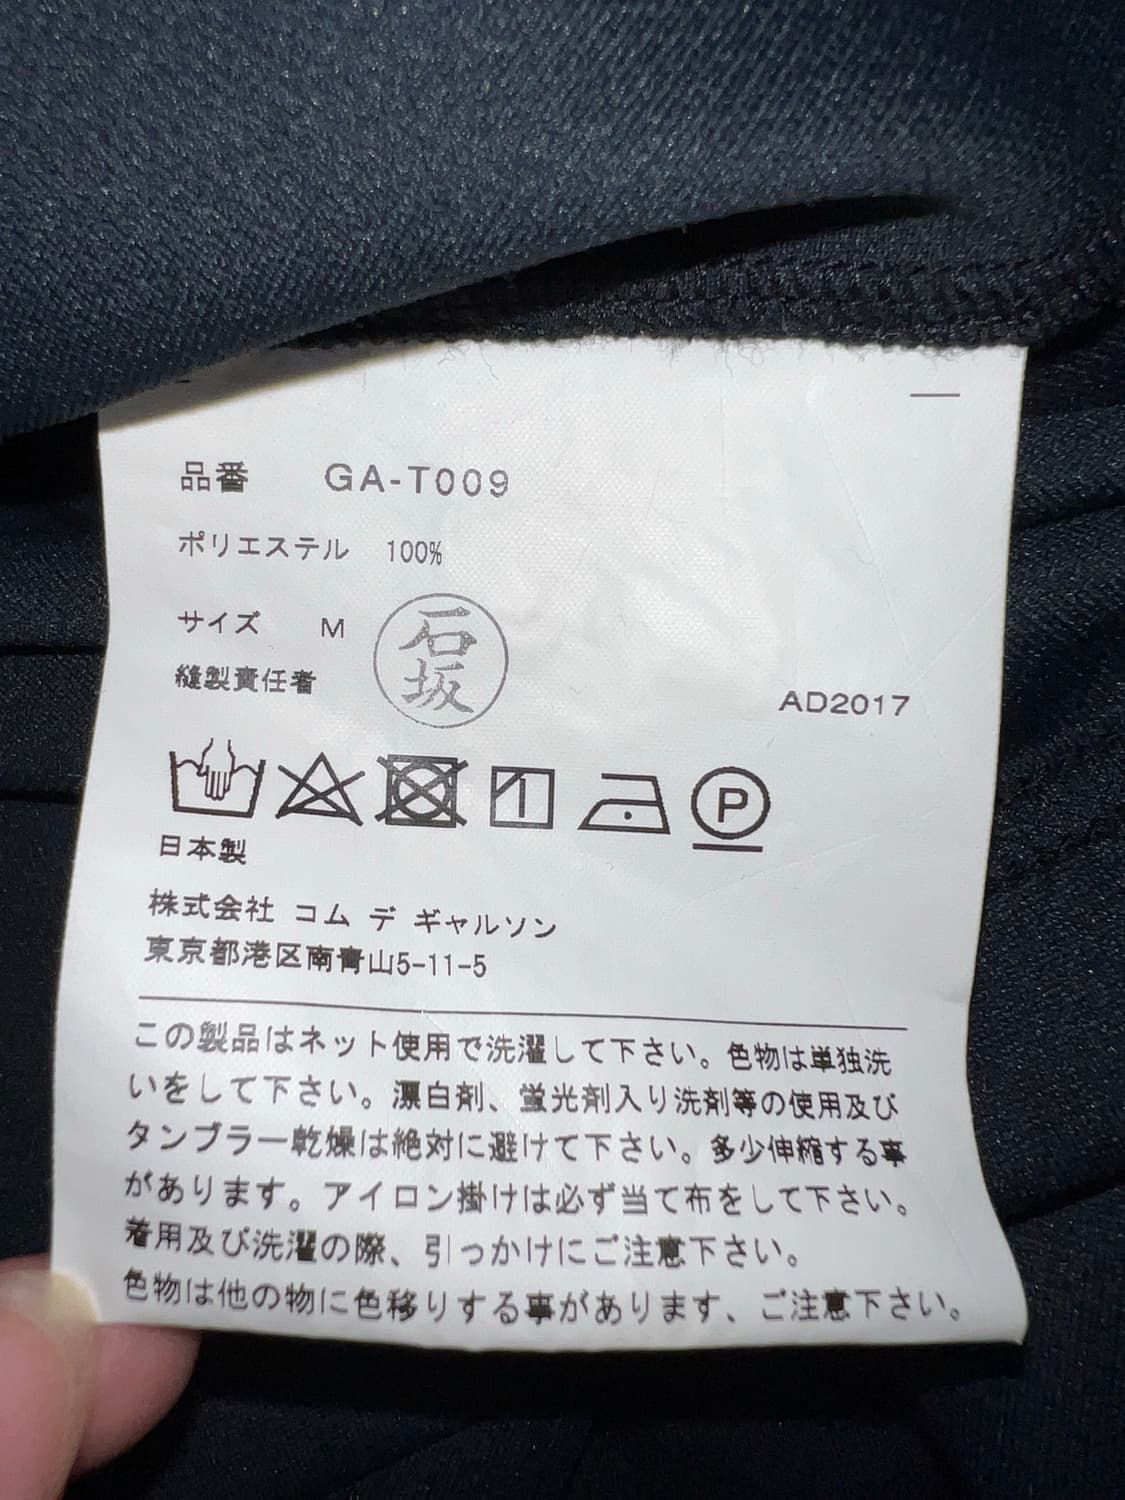 品番 GA-T009
ポリエステル 100%
サイズ M
石坂
縫製責任者
AD2017
P
日本製
株式会社 コム デ ギャルソン
東京都港区南青山5-11-5
この製品はネット使用で洗濯して下さい。色物は単独洗
いをして下さい。漂白剤、蛍光剤入り洗剤等の使用及び
タンブラー乾燥は絶対に避けて下さい。多少伸縮する事
があります。アイロン掛けは必ず当て布をして下さい。
着用及び洗濯の際、引っかけにご注意下さい。
色物は他の物に色移りする事があります、ご注意下さい。